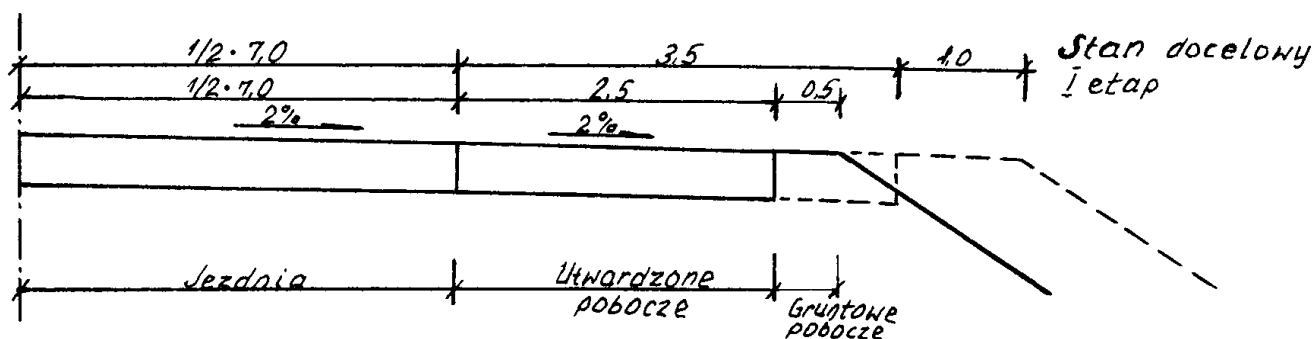 1/2·7,0 3,5 1,0 Stan docelowy
1/2·7,0 2,5 0,5 I etap
2% 2%
Jezdnia Utwardzone pobocze Gruntowe pobocze